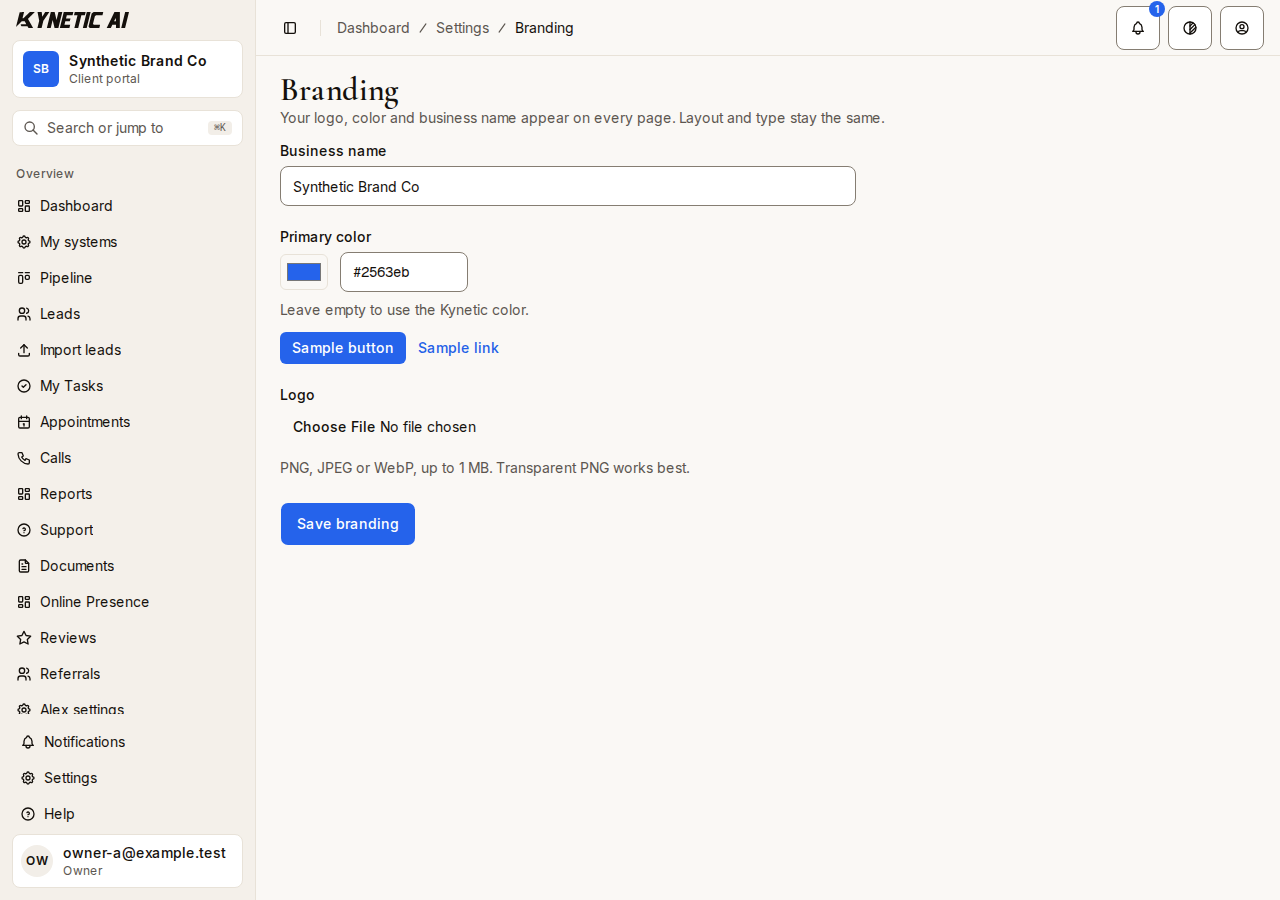 KYNETIC AI
SB
Synthetic Brand Co
Client portal
Search or jump to
⌘K
Overview
Dashboard
My systems
Pipeline
Leads
Import leads
My Tasks
Appointments
Calls
Reports
Support
Documents
Online Presence
Reviews
Referrals
Alex settings
Notifications
Settings
Help
OW
owner-a@example.test
Owner
Dashboard / Settings / Branding
1
Branding
Your logo, color and business name appear on every page. Layout and type stay the same.
Business name
Synthetic Brand Co
Primary color
#2563eb
Leave empty to use the Kynetic color.
Sample button Sample link
Logo
Choose File No file chosen
PNG, JPEG or WebP, up to 1 MB. Transparent PNG works best.
Save branding